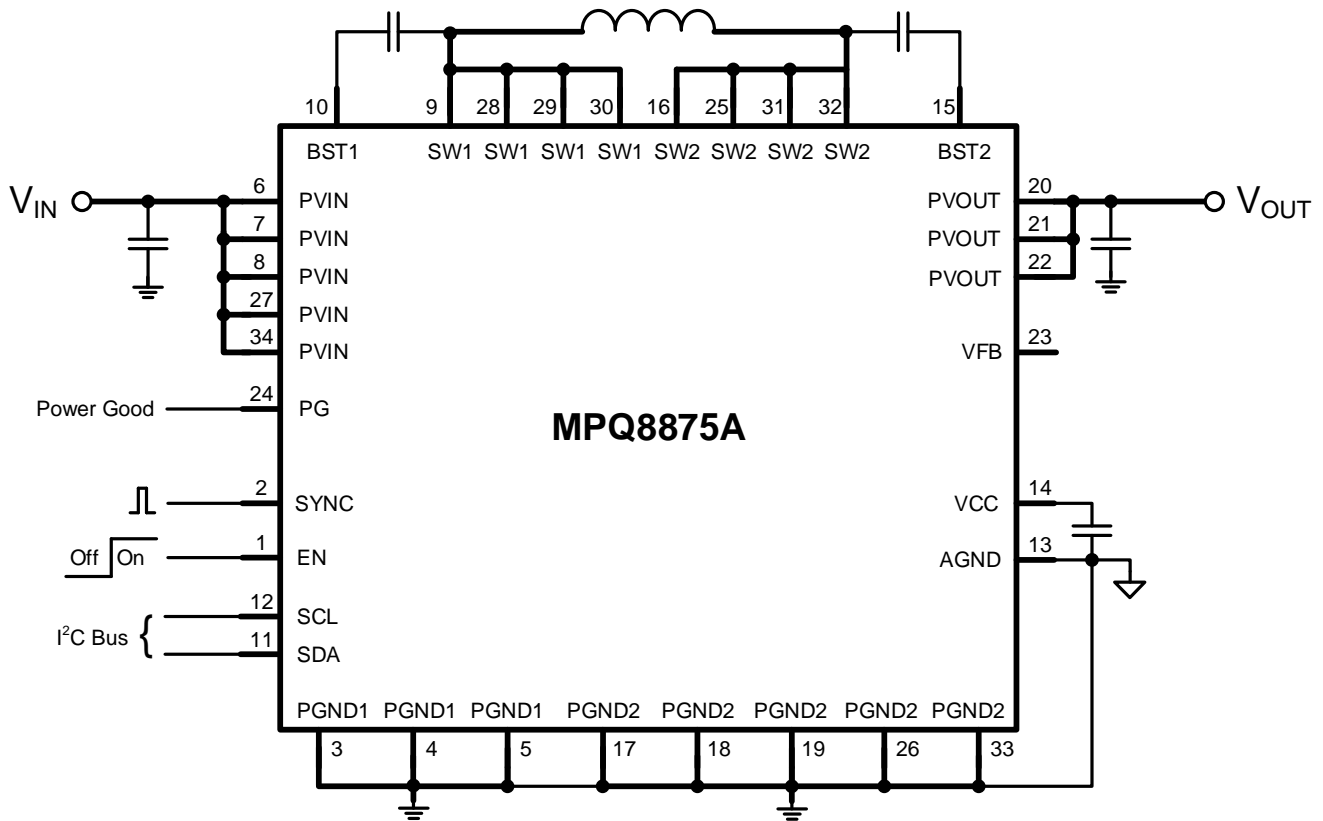 10 9 28 29 30 16 25 31 32 15
BST1 SW1 SW1 SW1 SW1 SW2 SW2 SW2 SW2 BST2
VIN 6 PVIN PVOUT 20 VOUT
7 PVIN PVOUT 21
8 PVIN PVOUT 22
27 PVIN
34 PVIN VFB 23
Power Good 24 PG
MPQ8875A
2 SYNC VCC 14
Off On 1 EN AGND 13
12 SCL
I²C Bus {
11 SDA
PGND1 PGND1 PGND1 PGND2 PGND2 PGND2 PGND2 PGND2
3 4 5 17 18 19 26 33